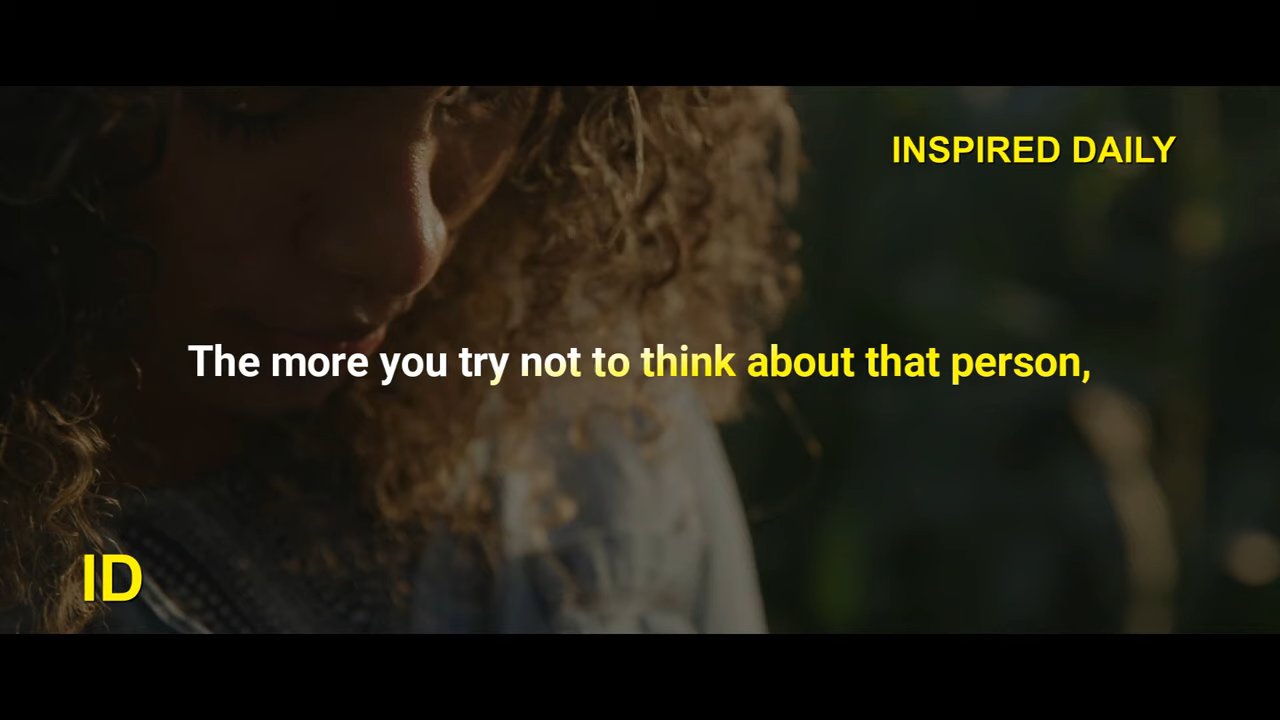 INSPIRED DAILY
The more you try not to think about that person,
ID